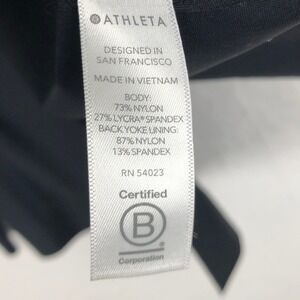 ATHLETA
DESIGNED IN
SAN FRANCISCO
MADE IN VIETNAM
BODY:
73% NYLON
27% LYCRA® SPANDEX
BACK YOKE LINING:
87% NYLON
13% SPANDEX
RN 54023
Certified
B
Corporation